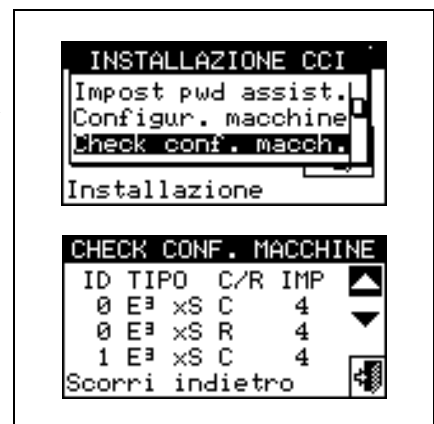 INSTALLAZIONE CCI
Impost pwd assist.
Configur. macchine
Check conf. macch.
Installazione
CHECK CONF. MACCHINE
ID TIPO C/R IMP
0 E³ xS C 4
0 E³ xS R 4
1 E³ xS C 4
Scorri indietro